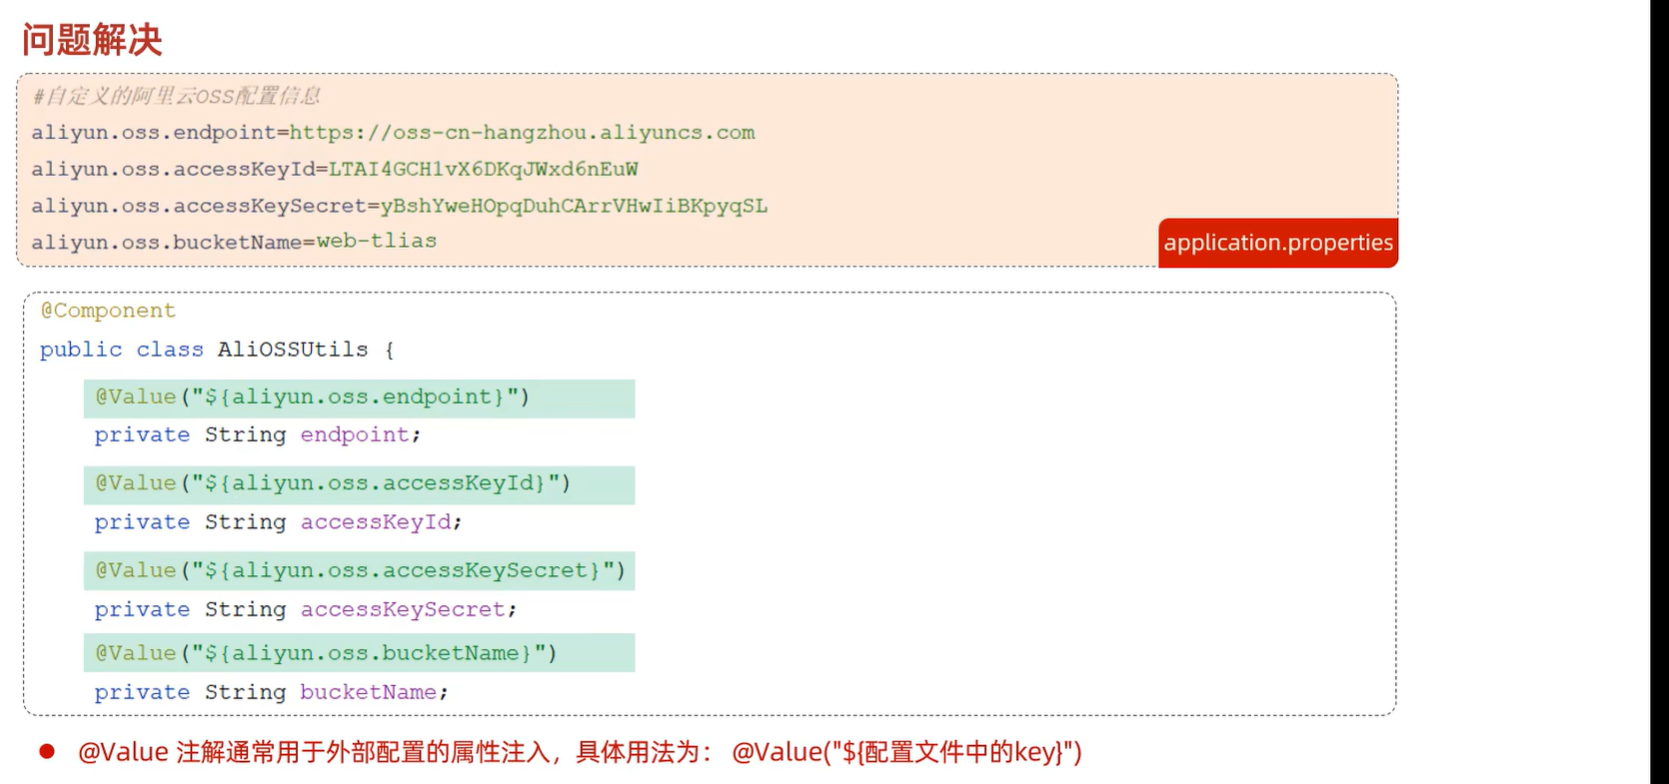 问题解决
#自定义的阿里云OSS配置信息
aliyun.oss.endpoint=https://oss-cn-hangzhou.aliyuncs.com
aliyun.oss.accessKeyId=LTAI4GCH1vX6DKqJWxd6nEuW
aliyun.oss.accessKeySecret=yBshYweHOpqDuhCArrVHwIiBKpyqSL
aliyun.oss.bucketName=web-tlias
application.properties
@Component
public class AliOSSUtils {
@Value("${aliyun.oss.endpoint}")
private String endpoint;
@Value("${aliyun.oss.accessKeyId}")
private String accessKeyId;
@Value("${aliyun.oss.accessKeySecret}")
private String accessKeySecret;
@Value("${aliyun.oss.bucketName}")
private String bucketName;
● @Value 注解通常用于外部配置的属性注入，具体用法为： @Value("${配置文件中的key}")